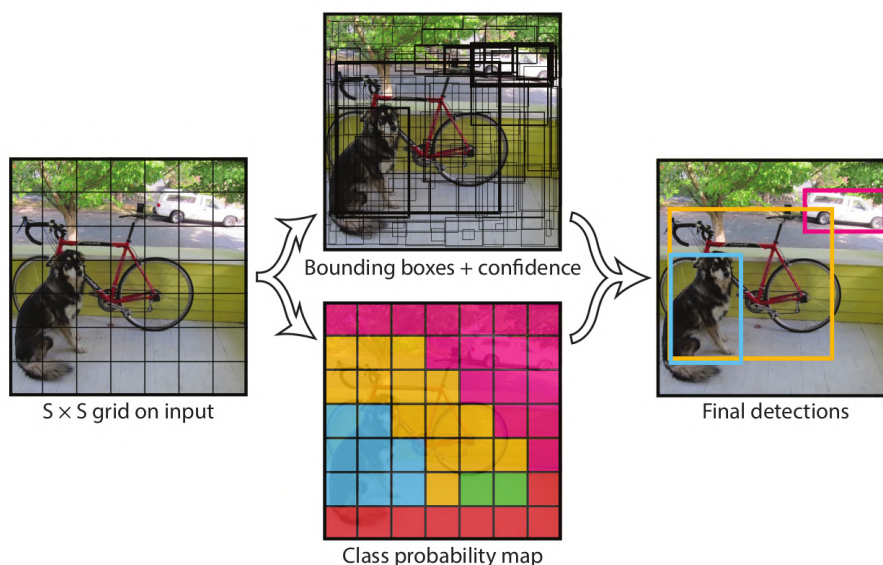 S × S grid on input
Bounding boxes + confidence
Class probability map
Final detections